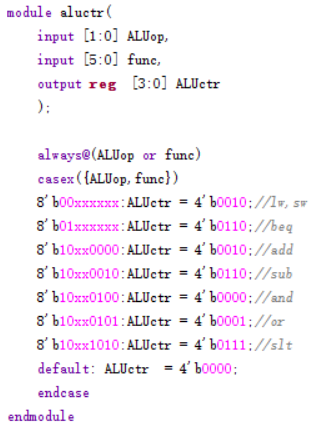 module aluctr(
input [1:0] ALUop,
input [5:0] func,
output reg [3:0] ALUctr
);
always@(ALUop or func)
casex({ALUop,func})
8'b00xxxxxx:ALUctr = 4'b0010;//lw,sw
8'b01xxxxxx:ALUctr = 4'b0110;//beq
8'b10xx0000:ALUctr = 4'b0010;//add
8'b10xx0010:ALUctr = 4'b0110;//sub
8'b10xx0100:ALUctr = 4'b0000;//and
8'b10xx0101:ALUctr = 4'b0001;//or
8'b10xx1010:ALUctr = 4'b0111;//slt
default: ALUctr = 4'b0000;
endcase
endmodule